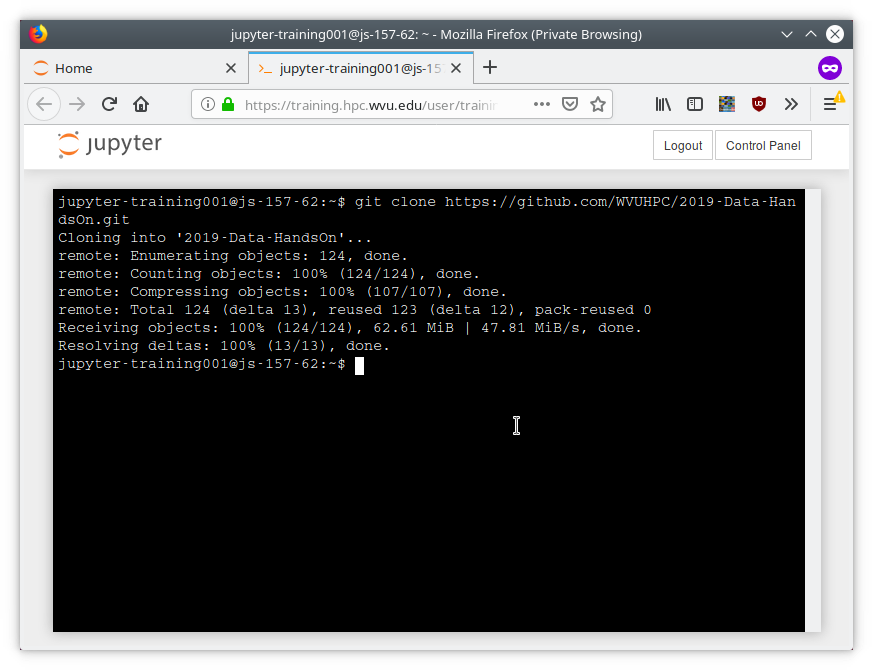 jupyter-training001@js-157-62: ~ - Mozilla Firefox (Private Browsing)
Home
jupyter-training001@js-15
https://training.hpc.wvu.edu/user/trainin
jupyter
Logout
Control Panel
jupyter-training001@js-157-62:~$ git clone https://github.com/WVUHPC/2019-Data-Han
dsOn.git
Cloning into '2019-Data-HandsOn'...
remote: Enumerating objects: 124, done.
remote: Counting objects: 100% (124/124), done.
remote: Compressing objects: 100% (107/107), done.
remote: Total 124 (delta 13), reused 123 (delta 12), pack-reused 0
Receiving objects: 100% (124/124), 62.61 MiB | 47.81 MiB/s, done.
Resolving deltas: 100% (13/13), done.
jupyter-training001@js-157-62:~$